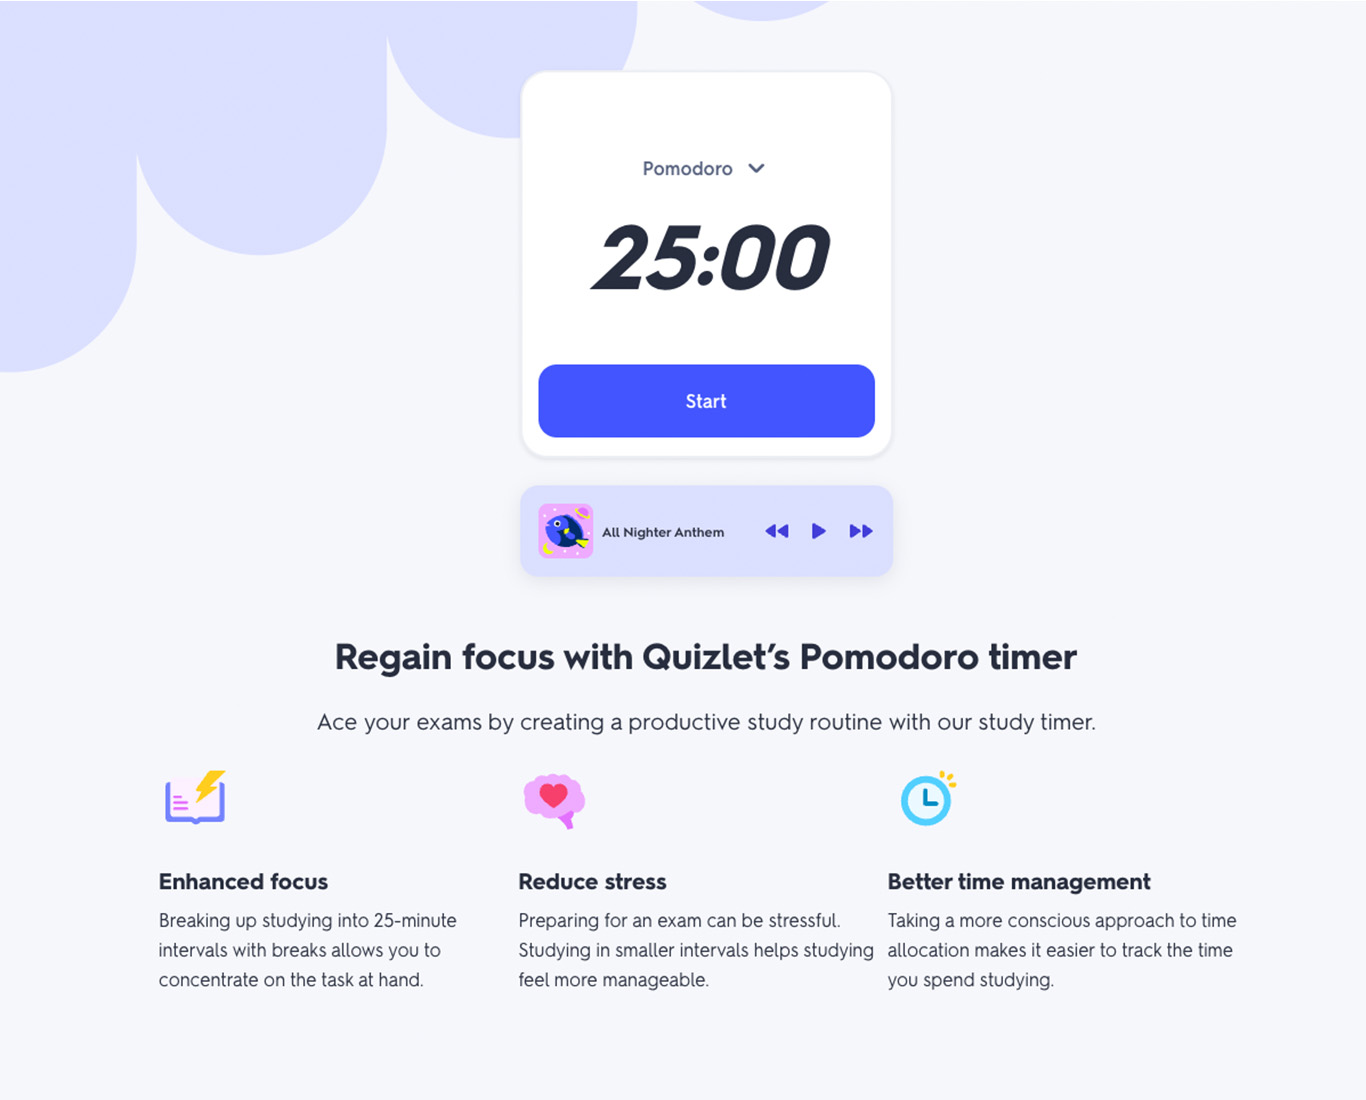 Pomodoro
25:00
Start
All Nighter Anthem
Regain focus with Quizlet’s Pomodoro timer
Ace your exams by creating a productive study routine with our study timer.
Enhanced focus
Breaking up studying into 25-minute
intervals with breaks allows you to
concentrate on the task at hand.
Reduce stress
Preparing for an exam can be stressful.
Studying in smaller intervals helps studying
feel more manageable.
Better time management
Taking a more conscious approach to time
allocation makes it easier to track the time
you spend studying.